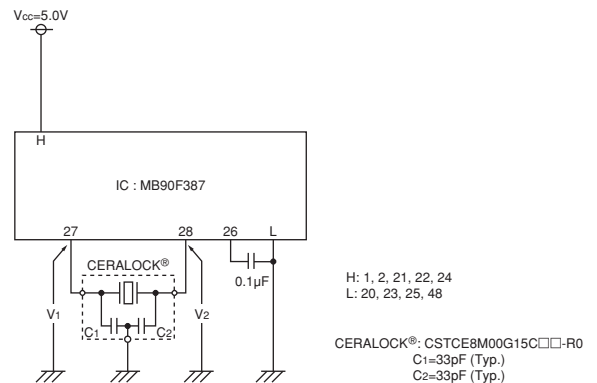 Vcc=5.0V
H
IC : MB90F387
27 28 26 L
CERALOCK®
0.1μF
V1 C1 C2 V2
H: 1, 2, 21, 22, 24
L: 20, 23, 25, 48
CERALOCK®: CSTCE8M00G15C□□-R0
C1=33pF (Typ.)
C2=33pF (Typ.)